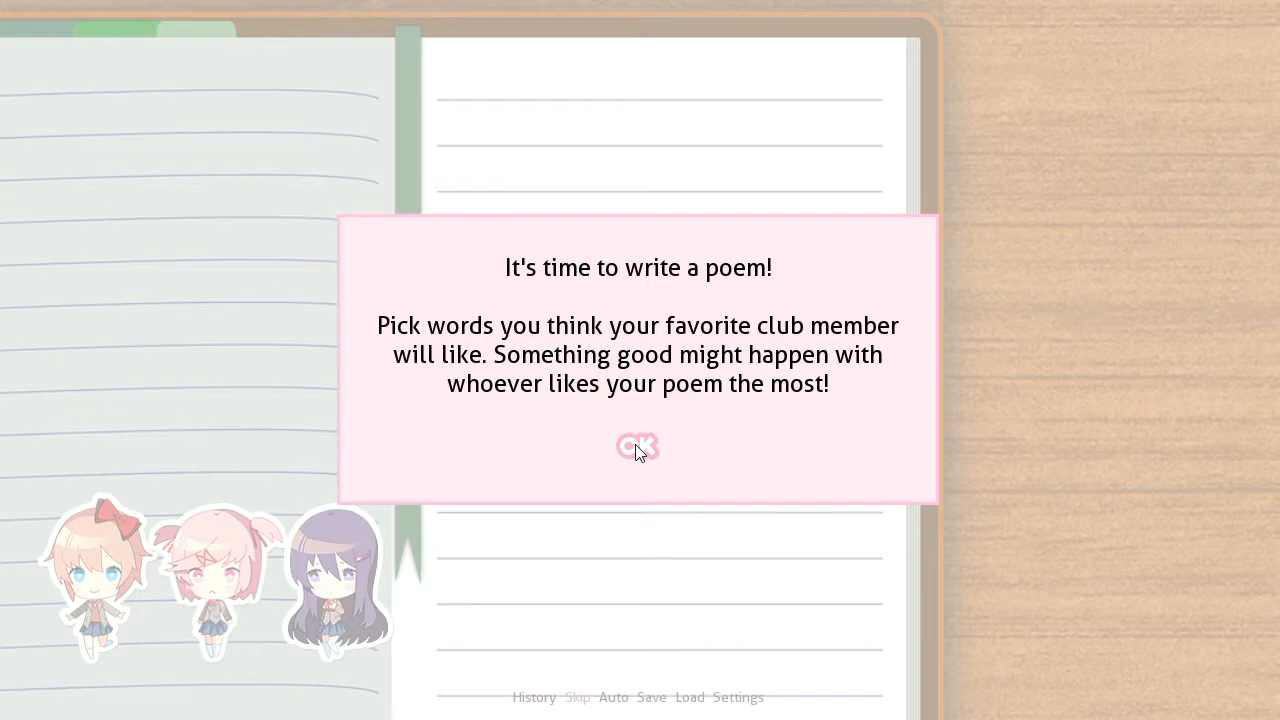 It's time to write a poem!
Pick words you think your favorite club member
will like. Something good might happen with
whoever likes your poem the most!
OK
History Skip Auto Save Load Settings